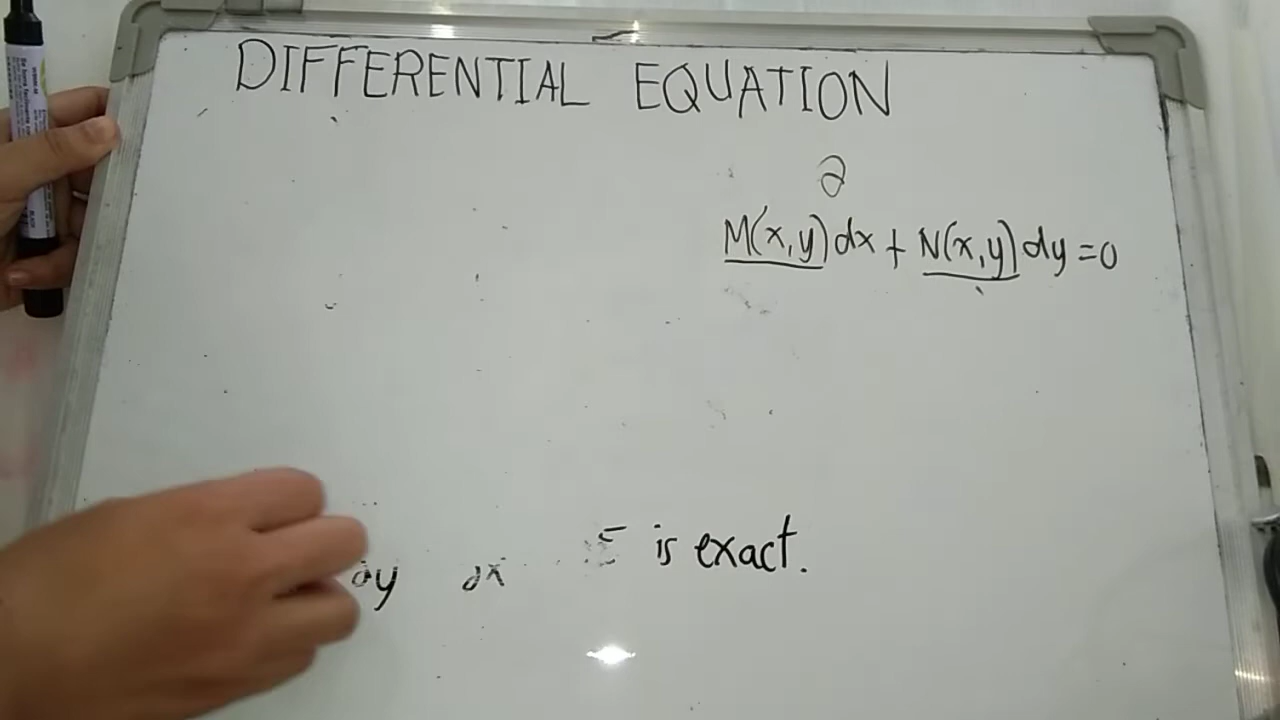 DIFFERENTIAL EQUATION
∂
M(x,y)dx + N(x,y)dy = 0
∂y ∂x is exact.